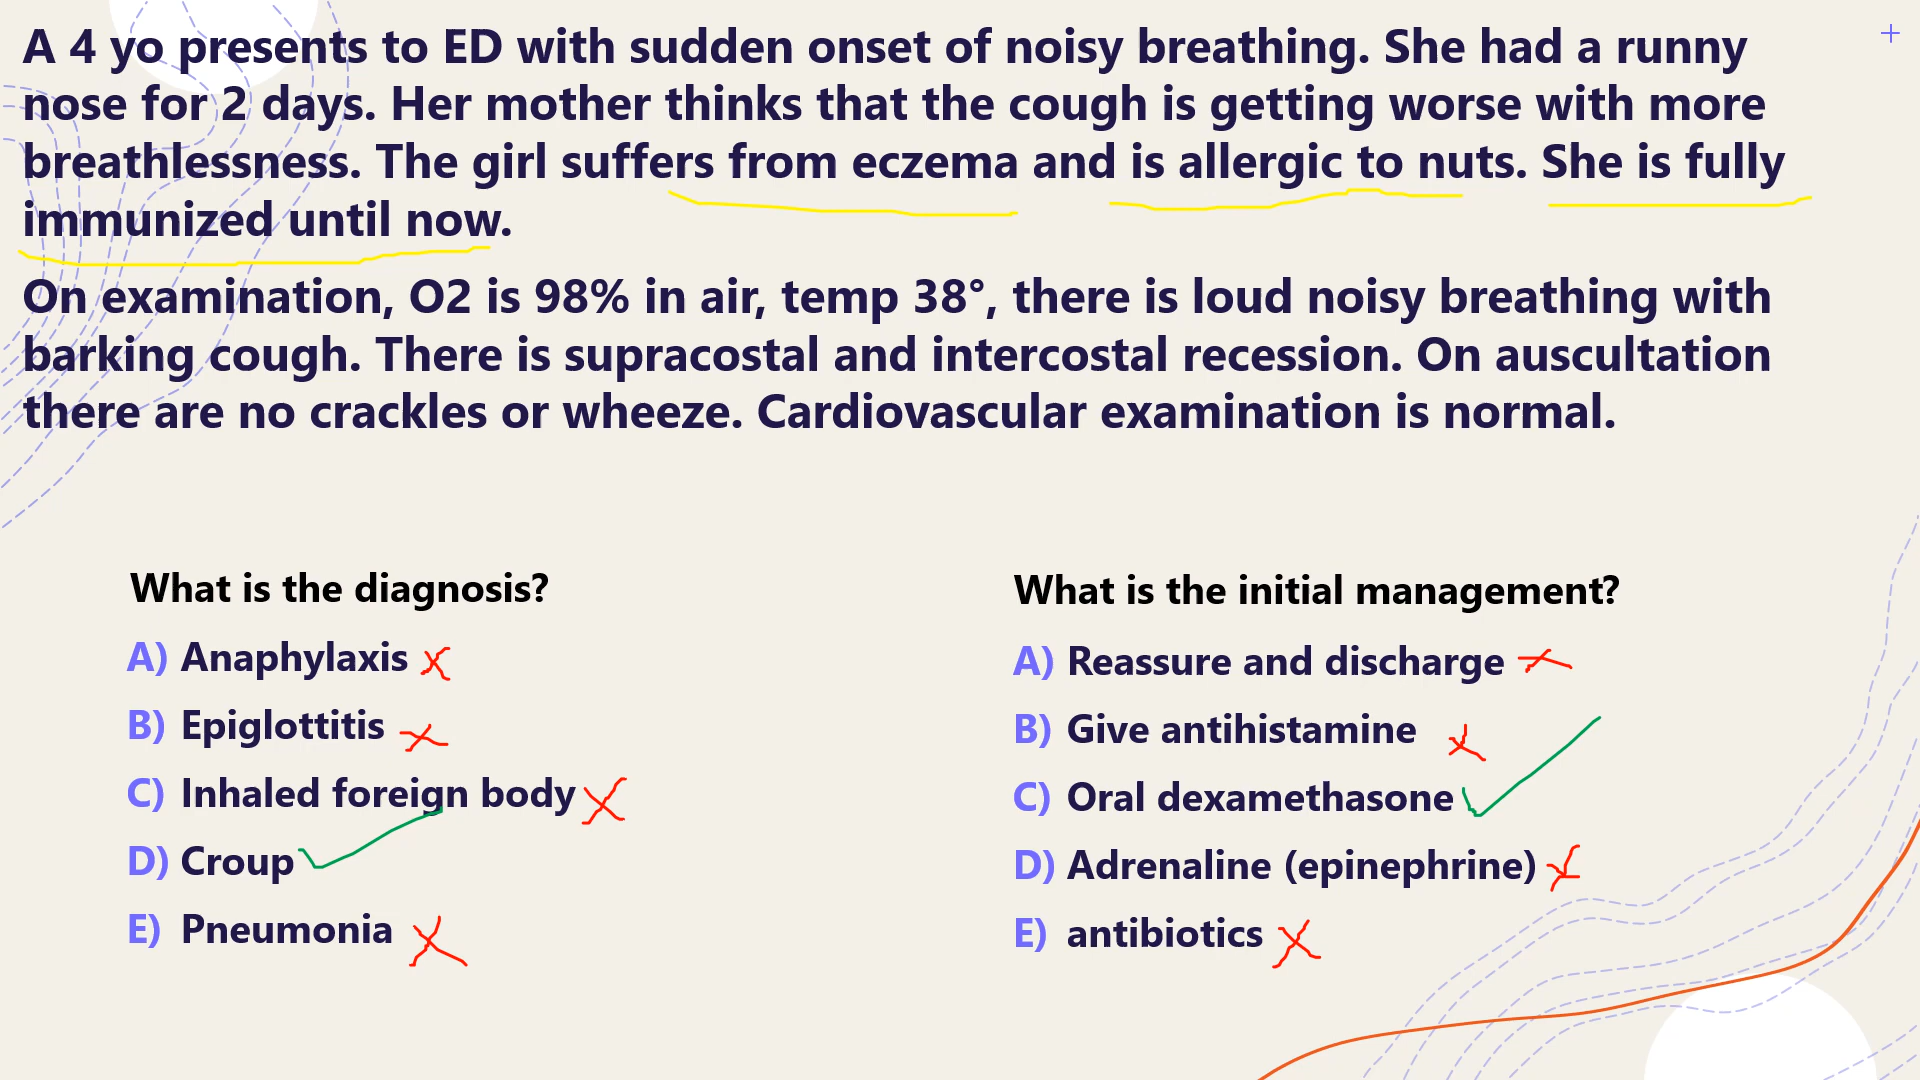 A 4 yo presents to ED with sudden onset of noisy breathing. She had a runny
nose for 2 days. Her mother thinks that the cough is getting worse with more
breathlessness. The girl suffers from eczema and is allergic to nuts. She is fully
immunized until now.
On examination, O2 is 98% in air, temp 38°, there is loud noisy breathing with
barking cough. There is supracostal and intercostal recession. On auscultation
there are no crackles or wheeze. Cardiovascular examination is normal.
What is the diagnosis?
A) Anaphylaxis
B) Epiglottitis
C) Inhaled foreign body
D) Croup
E) Pneumonia
What is the initial management?
A) Reassure and discharge
B) Give antihistamine
C) Oral dexamethasone
D) Adrenaline (epinephrine)
E) antibiotics